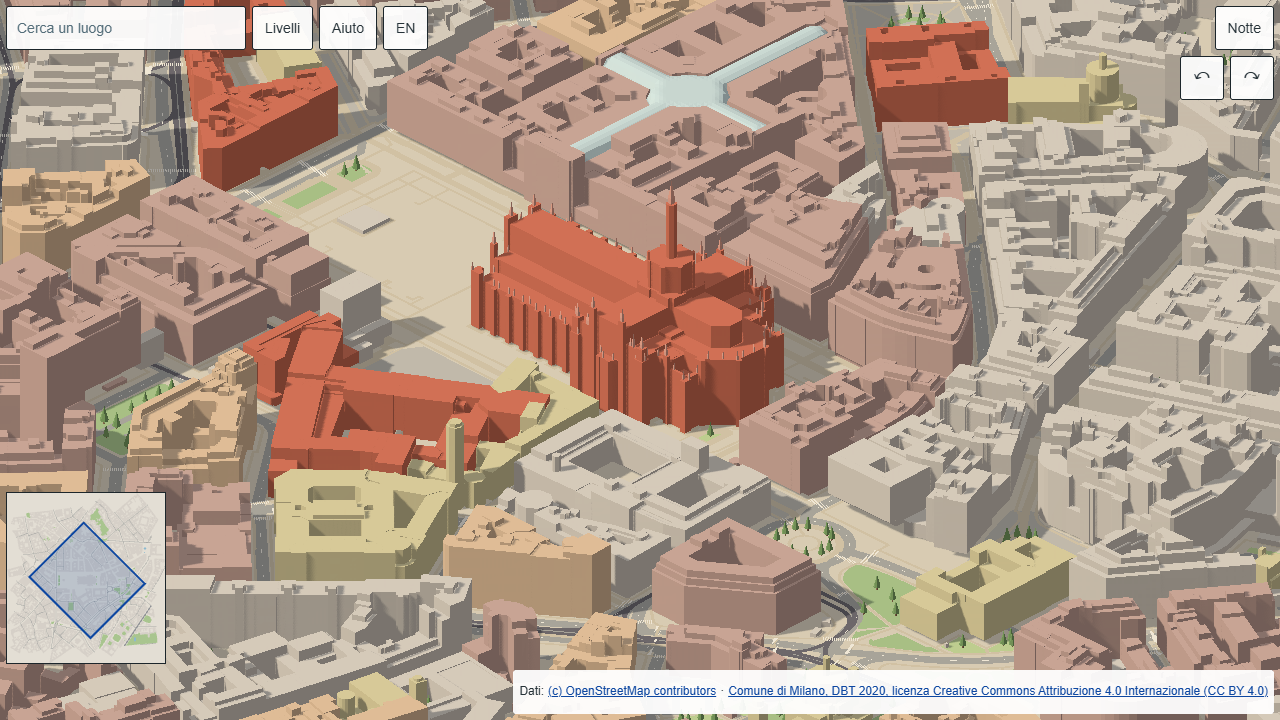 Cerca un luogo
Livelli
Aiuto
EN
Notte
Dati: (c) OpenStreetMap contributors · Comune di Milano, DBT 2020, licenza Creative Commons Attribuzione 4.0 Internazionale (CC BY 4.0)